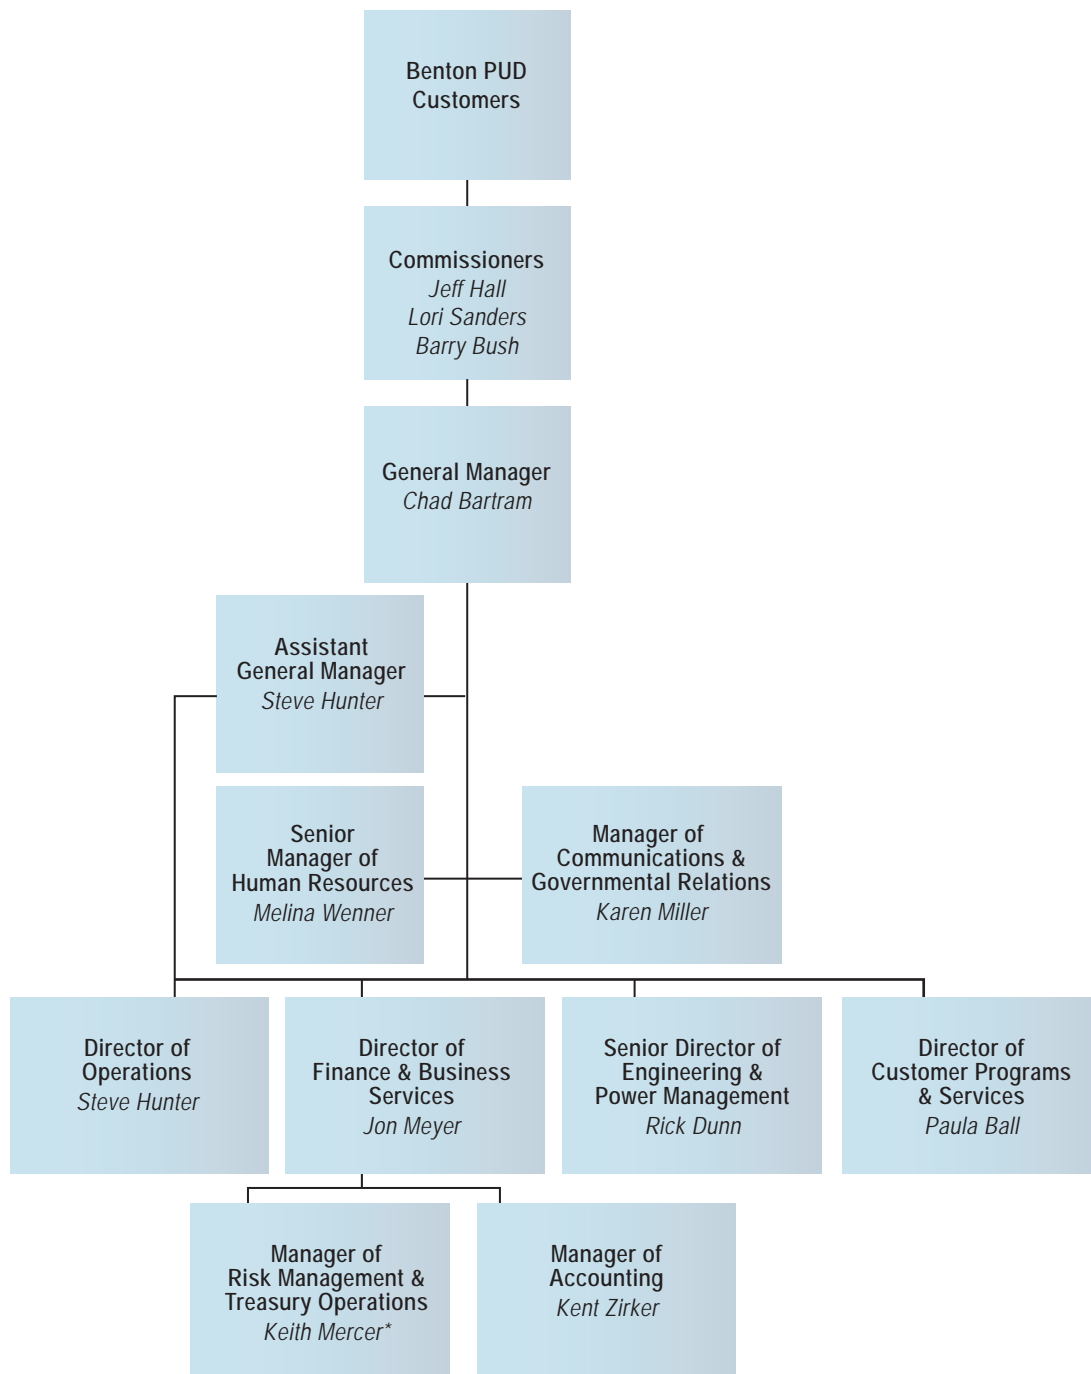 Benton PUD
Customers
Commissioners
Jeff Hall
Lori Sanders
Barry Bush
General Manager
Chad Bartram
Assistant
General Manager
Steve Hunter
Senior
Manager of
Human Resources
Melina Wenner
Manager of
Communications &
Governmental Relations
Karen Miller
Director of
Operations
Steve Hunter
Director of
Finance & Business
Services
Jon Meyer
Senior Director of
Engineering &
Power Management
Rick Dunn
Director of
Customer Programs
& Services
Paula Ball
Manager of
Risk Management &
Treasury Operations
Keith Mercer*
Manager of
Accounting
Kent Zirker